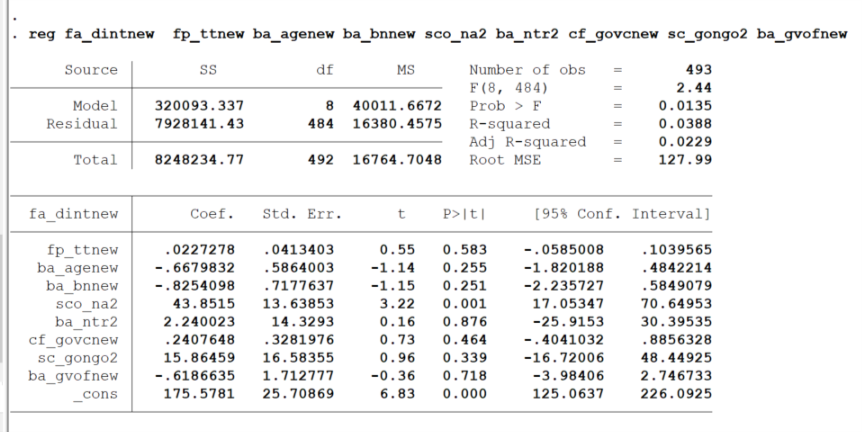 .
. reg fa_dintnew  fp_ttnew ba_agenew ba_bnnew sco_na2 ba_ntr2 cf_govcnew sc_gongo2 ba_gvofnew
Source | SS df MS Number of obs = 493
F(8, 484) = 2.44
Model | 320093.337 8 40011.6672 Prob > F = 0.0135
Residual | 7928141.43 484 16380.4575 R-squared = 0.0388
Adj R-squared = 0.0229
Total | 8248234.77 492 16764.7048 Root MSE = 127.99
fa_dintnew | Coef. Std. Err. t P>|t| [95% Conf. Interval]
fp_ttnew | .0227278 .0413403 0.55 0.583 -.0585008 .1039565
ba_agenew | -.6679832 .5864003 -1.14 0.255 -1.820188 .4842214
ba_bnnew | -.8254098 .7177637 -1.15 0.251 -2.235727 .5849079
sco_na2 | 43.8515 13.63853 3.22 0.001 17.05347 70.64953
ba_ntr2 | 2.240023 14.3293 0.16 0.876 -25.9153 30.39535
cf_govcnew | .2407648 .3281976 0.73 0.464 -.4041032 .8856328
sc_gongo2 | 15.86459 16.58355 0.96 0.339 -16.72006 48.44925
ba_gvofnew | -.6186635 1.712777 -0.36 0.718 -3.98406 2.746733
_cons | 175.5781 25.70869 6.83 0.000 125.0637 226.0925